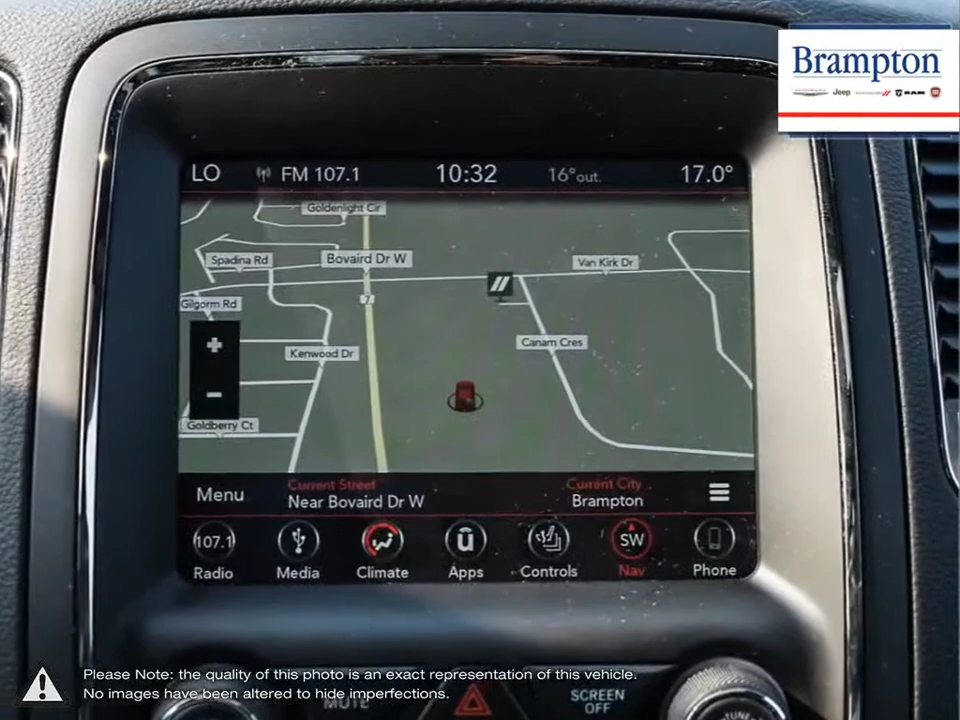 Brampton
Jeep
RAM
LO FM 107.1 10:32 16°out. 17.0°
Goldenlight Cir
Spadina Rd Bovaird Dr W Van Kirk Dr
7
Gilgorm Rd
Kenwood Dr Canam Cres
Goldberry Ct
Current Street Current City
Menu Near Bovaird Dr W Brampton
107.1 SW
Radio Media Climate Apps Controls Nav Phone
Please Note: the quality of this photo is an exact representation of this vehicle.
No images have been altered to hide imperfections.
MUTE SCREEN
OFF